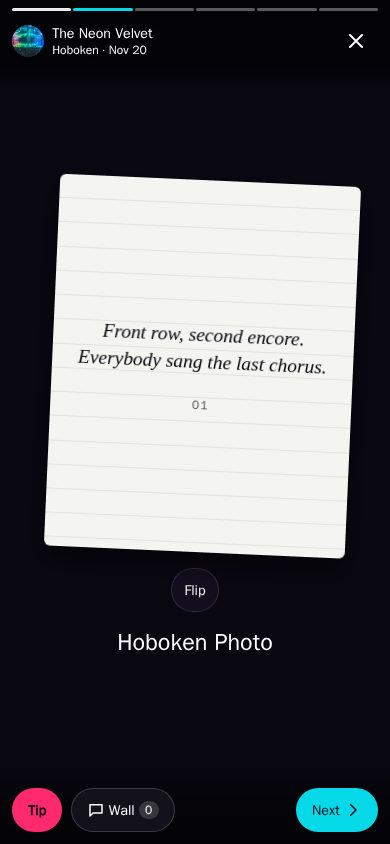 The Neon Velvet
Hoboken · Nov 20
Front row, second encore.
Everybody sang the last chorus.
01
Flip
Hoboken Photo
Tip
Wall 0
Next